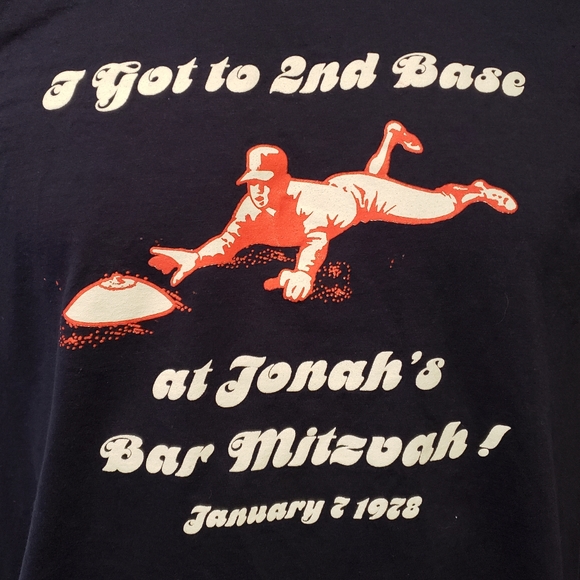 I Got to 2nd Base
at Jonah's
Bar Mitzvah!
January 7 1978